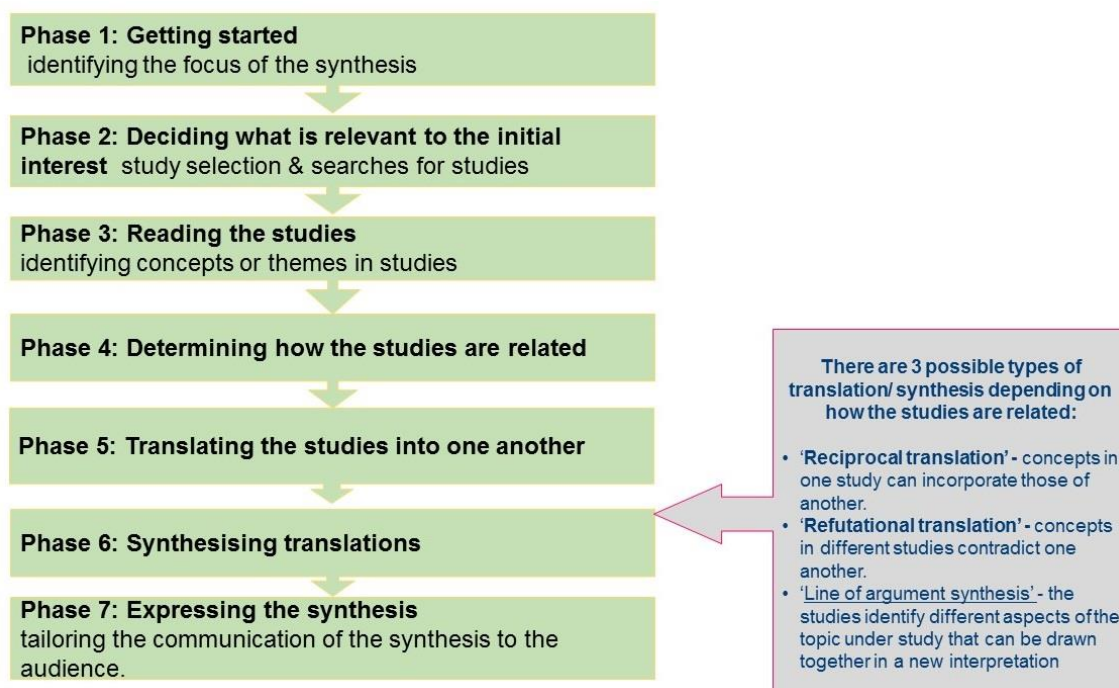 Phase 1: Getting started
identifying the focus of the synthesis
Phase 2: Deciding what is relevant to the initial
interest study selection & searches for studies
Phase 3: Reading the studies
identifying concepts or themes in studies
Phase 4: Determining how the studies are related
Phase 5: Translating the studies into one another
Phase 6: Synthesising translations
Phase 7: Expressing the synthesis
tailoring the communication of the synthesis to the
audience.
There are 3 possible types of
translation/ synthesis depending on
how the studies are related:
• ‘Reciprocal translation’ - concepts in
one study can incorporate those of
another.
• ‘Refutational translation’ - concepts
in different studies contradict one
another.
• ‘Line of argument synthesis’ - the
studies identify different aspects of the
topic under study that can be drawn
together in a new interpretation